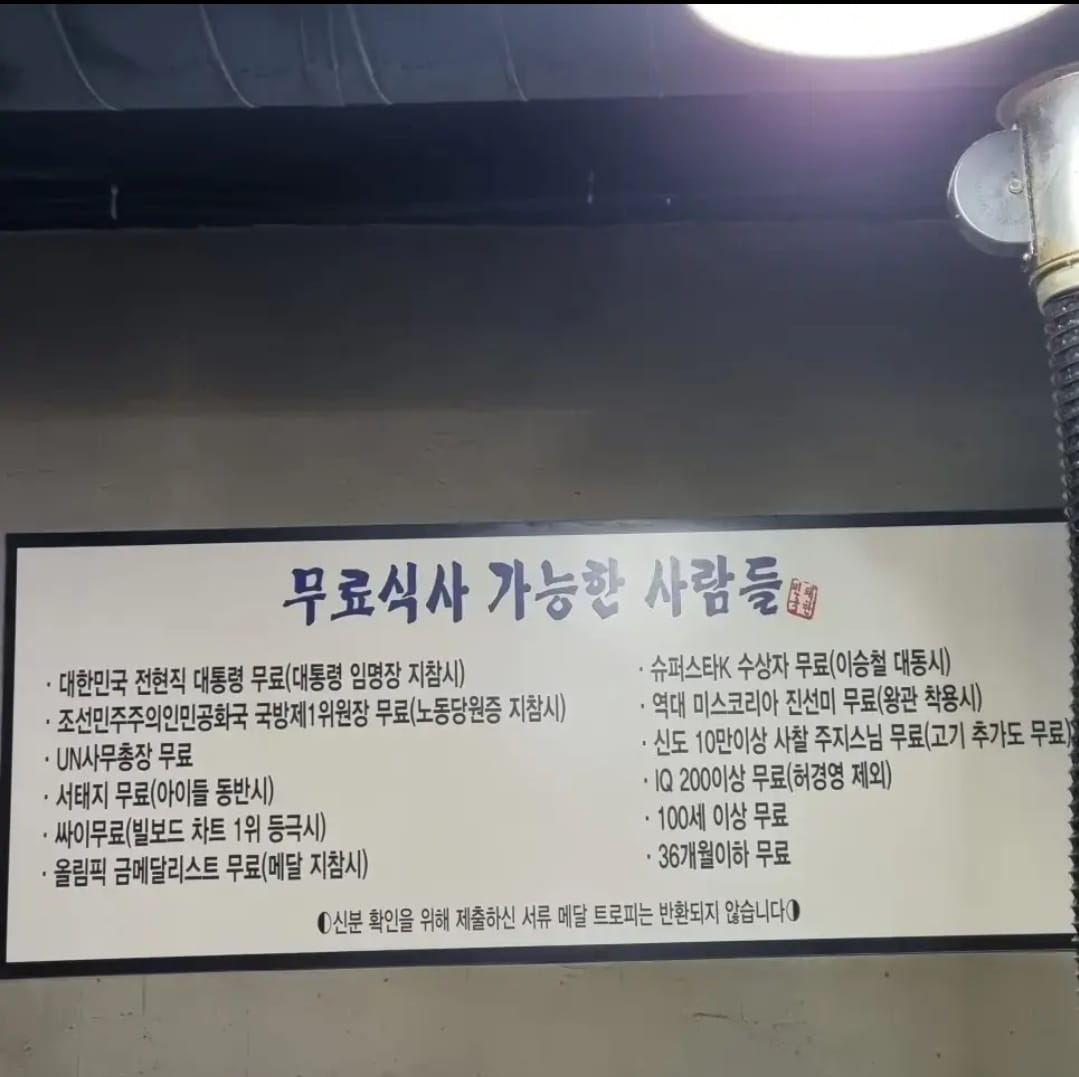 무료식사 가능한 사람들
· 대한민국 전현직 대통령 무료(대통령 임명장 지참시)
· 조선민주주의인민공화국 국방제1위원장 무료(노동당원증 지참시)
· UN사무총장 무료
· 서태지 무료(아이들 동반시)
· 싸이무료(빌보드 차트 1위 등극시)
· 올림픽 금메달리스트 무료(메달 지참시)
· 슈퍼스타K 수상자 무료(이승철 대동시)
· 역대 미스코리아 진선미 무료(왕관 착용시)
· 신도 10만이상 사찰 주지스님 무료(고기 추가도 무료)
· IQ 200이상 무료(허경영 제외)
· 100세 이상 무료
· 36개월이하 무료
신분 확인을 위해 제출하신 서류 메달 트로피는 반환되지 않습니다